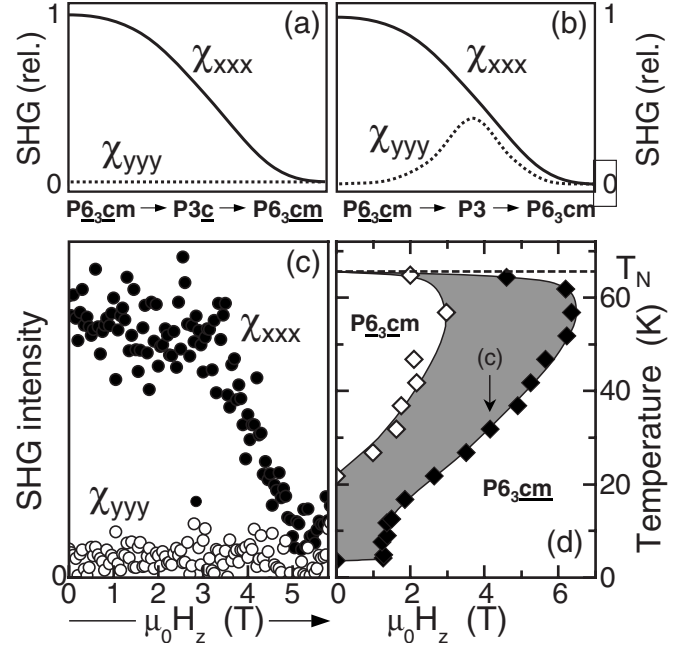 1 (a) (b) 1
SHG (rel.)
SHG (rel.)
χxxx χxxx
χyyy χyyy
0 0
P6₃cm → P3c → P6₃cm P6₃cm → P3 → P6₃cm
SHG intensity
(c)
χxxx
χyyy
0
0 1 2 3 4 5
μ₀Hz (T)
TN
P6₃cm
(c)
P6₃cm
(d)
60
40
20
0
Temperature (K)
0 2 4 6
μ₀Hz (T)